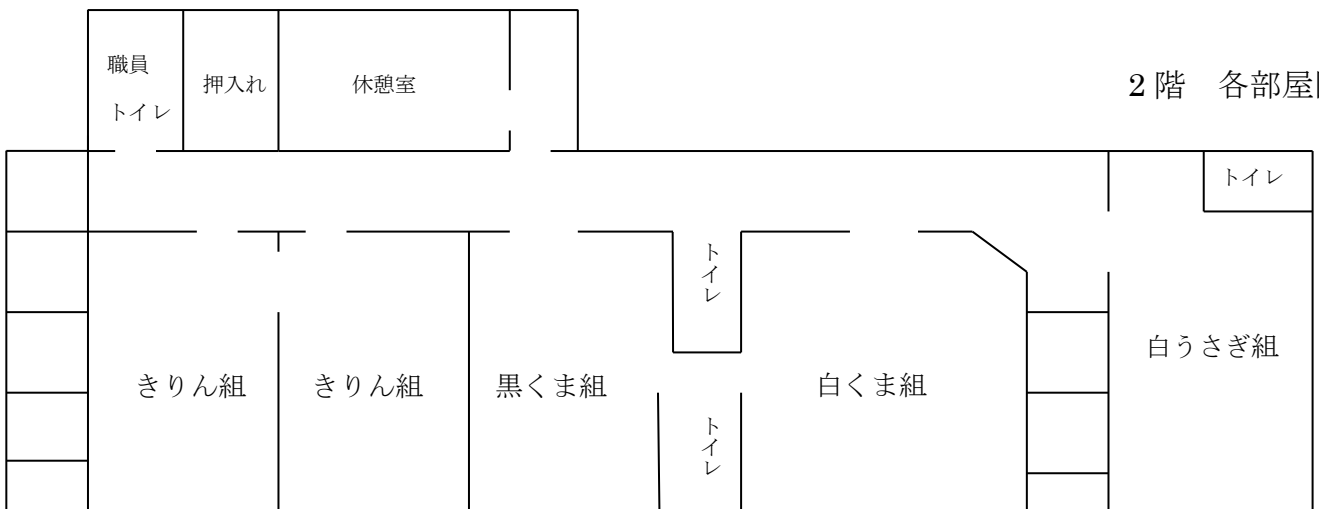 職員
トイレ
押入れ
休憩室
2階 各部屋
トイレ
トイレ
きりん組
きりん組
黒くま組
白くま組
白うさぎ組
トイレ